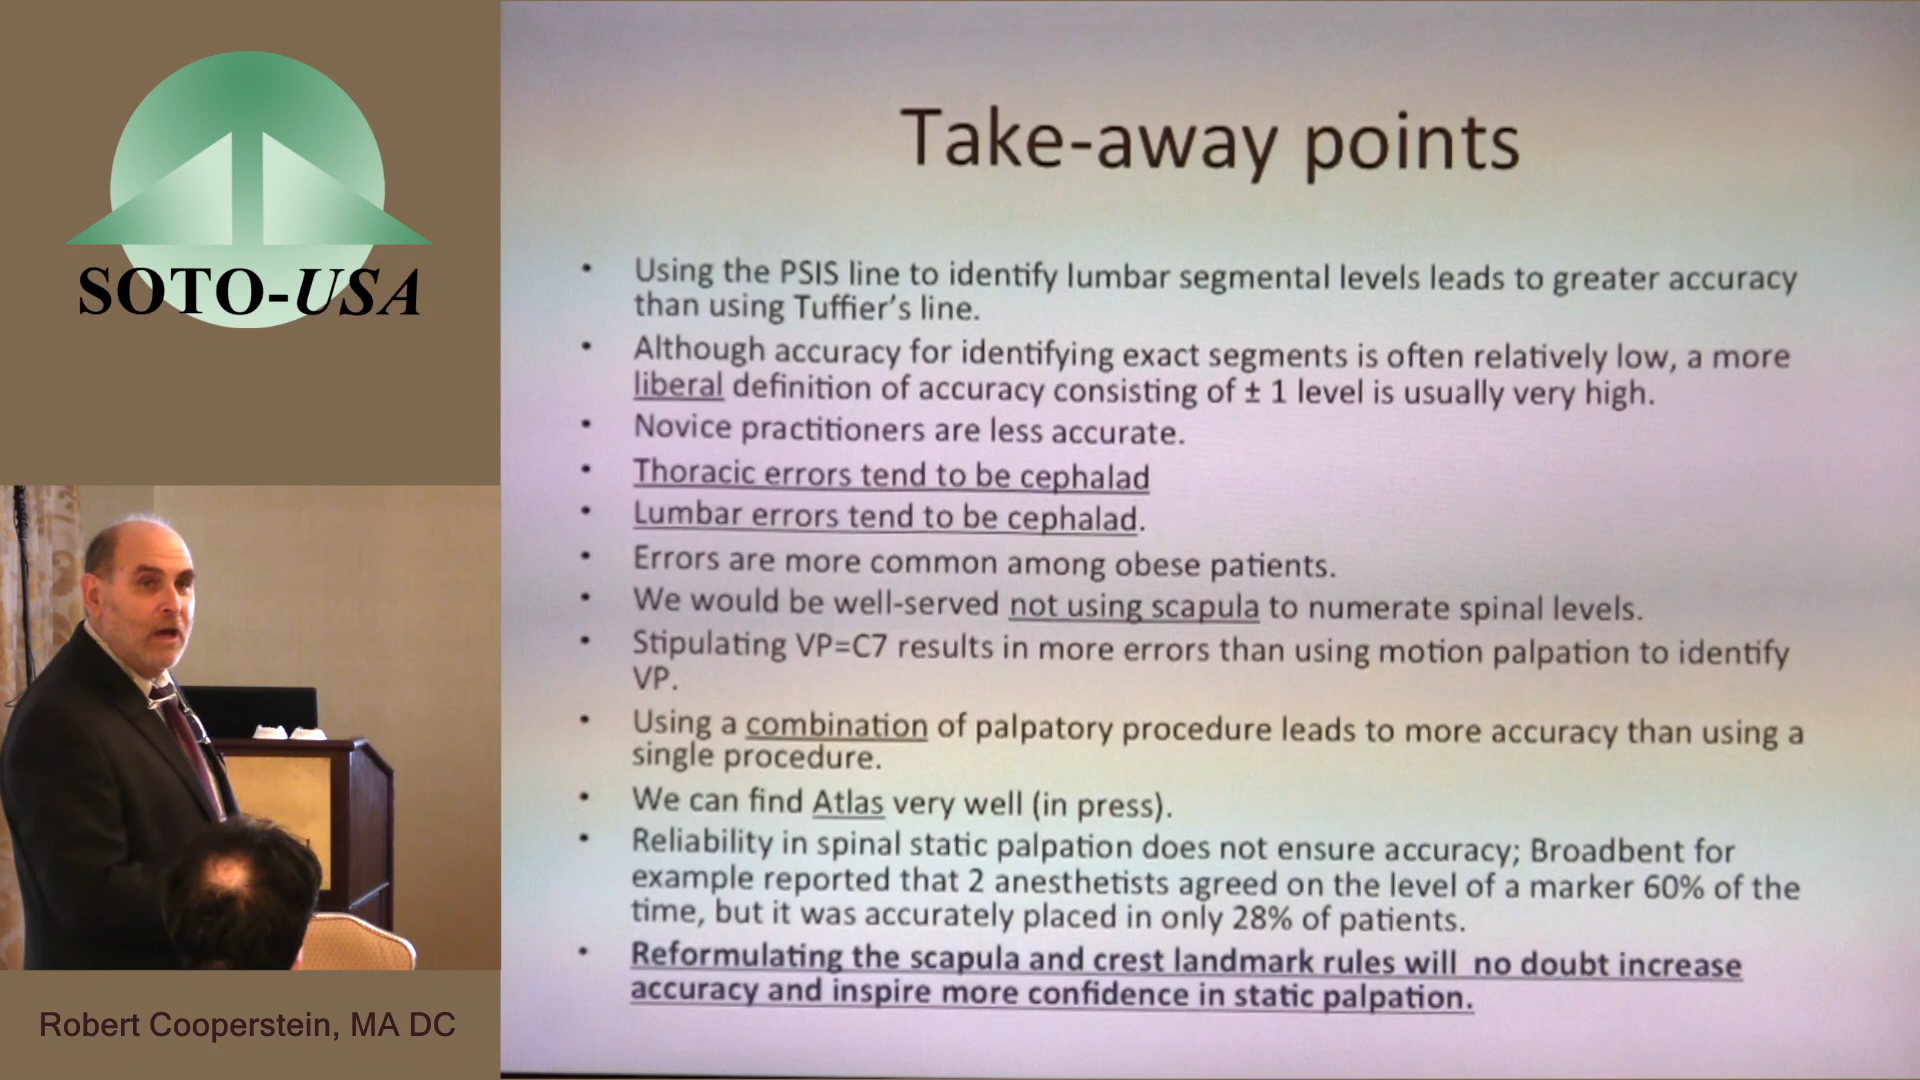 SOTO-USA
Robert Cooperstein, MA DC
Take-away points
• Using the PSIS line to identify lumbar segmental levels leads to greater accuracy
than using Tuffier's line.
• Although accuracy for identifying exact segments is often relatively low, a more
liberal definition of accuracy consisting of ± 1 level is usually very high.
• Novice practitioners are less accurate.
• Thoracic errors tend to be cephalad
• Lumbar errors tend to be cephalad.
• Errors are more common among obese patients.
• We would be well-served not using scapula to numerate spinal levels.
• Stipulating VP=C7 results in more errors than using motion palpation to identify
VP.
• Using a combination of palpatory procedure leads to more accuracy than using a
single procedure.
• We can find Atlas very well (in press).
• Reliability in spinal static palpation does not ensure accuracy; Broadbent for
example reported that 2 anesthetists agreed on the level of a marker 60% of the
time, but it was accurately placed in only 28% of patients.
• Reformulating the scapula and crest landmark rules will no doubt increase
accuracy and inspire more confidence in static palpation.